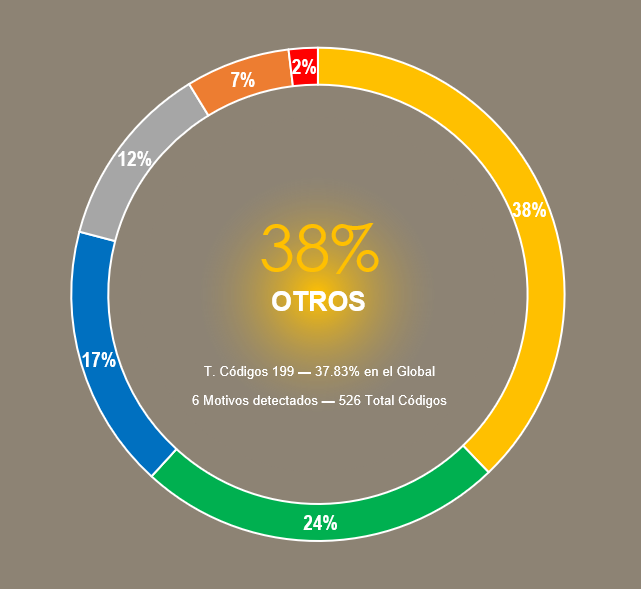 2%
7%
12%
38%
38%
OTROS
17%
T. Códigos 199 — 37.83% en el Global
6 Motivos detectados — 526 Total Códigos
24%